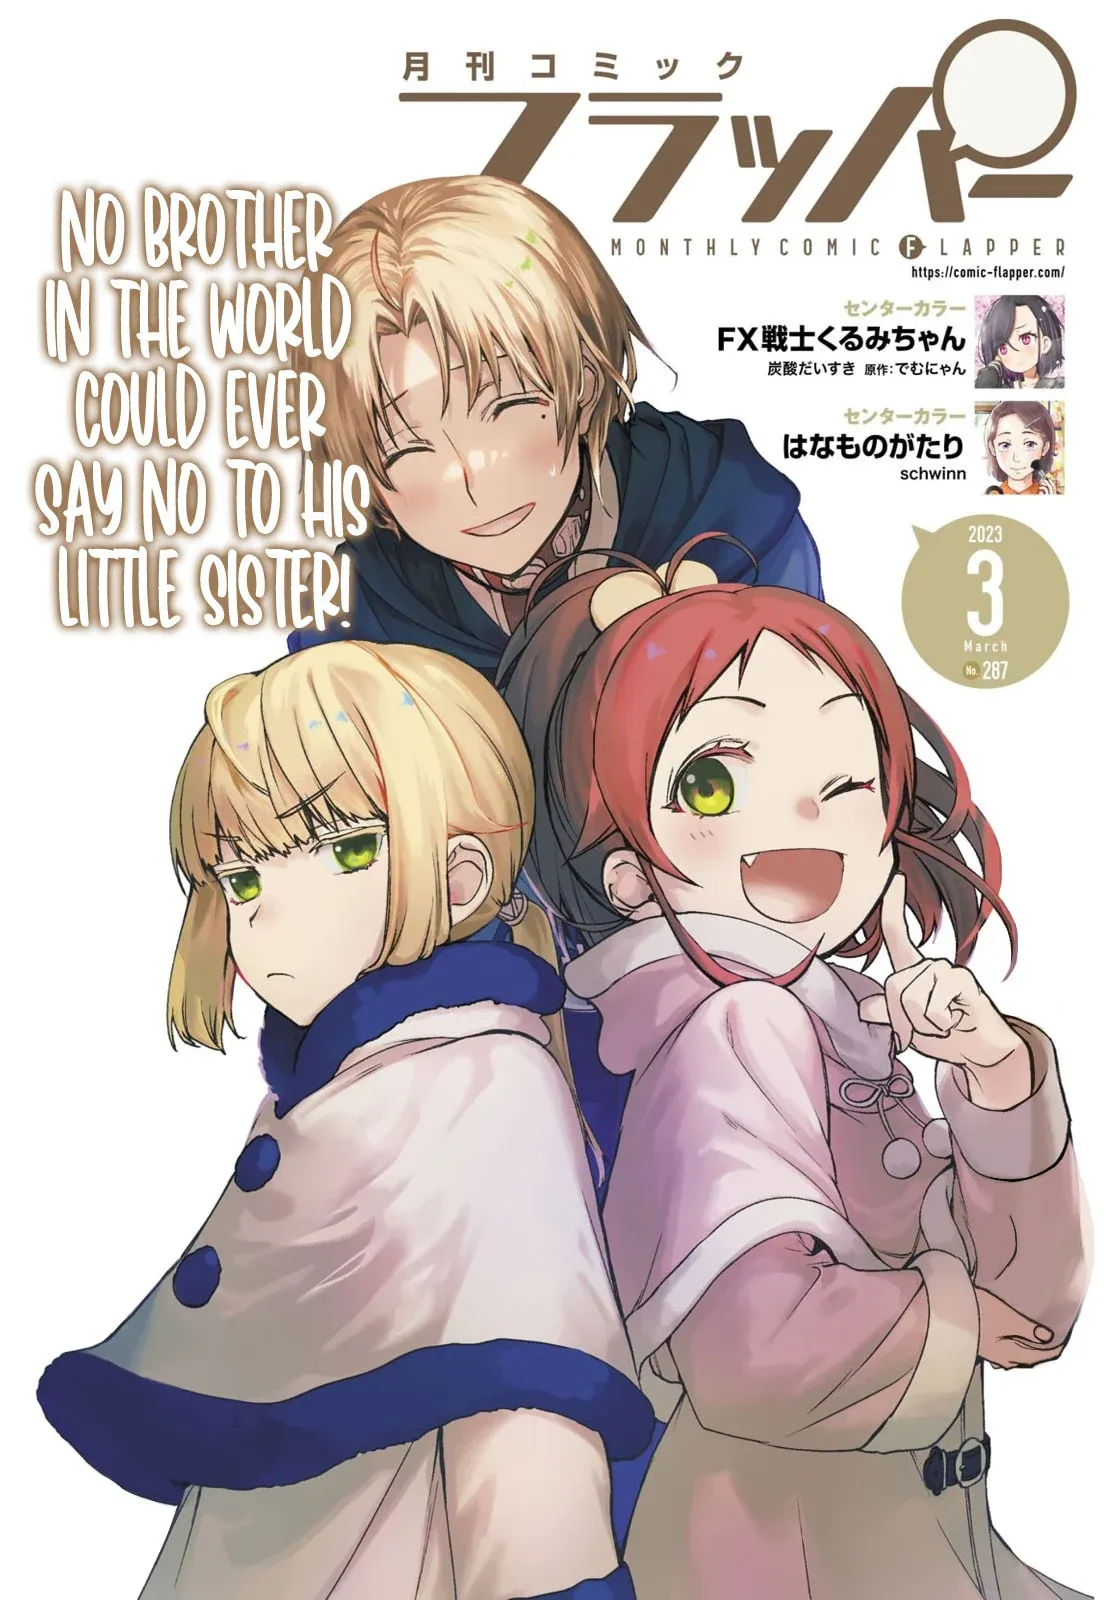 月刊コミック
フラッパー
MONTHLY COMIC FLAPPER
https://comic-flapper.com/
NO BROTHER
IN THE WORLD
COULD EVER
SAY NO TO HIS
LITTLE SISTER!
センターカラー
FX戦士くるみちゃん
炭酸だいすき 原作:でむにゃん
センターカラー
はなものがたり
schwinn
2023
3
March
No. 287